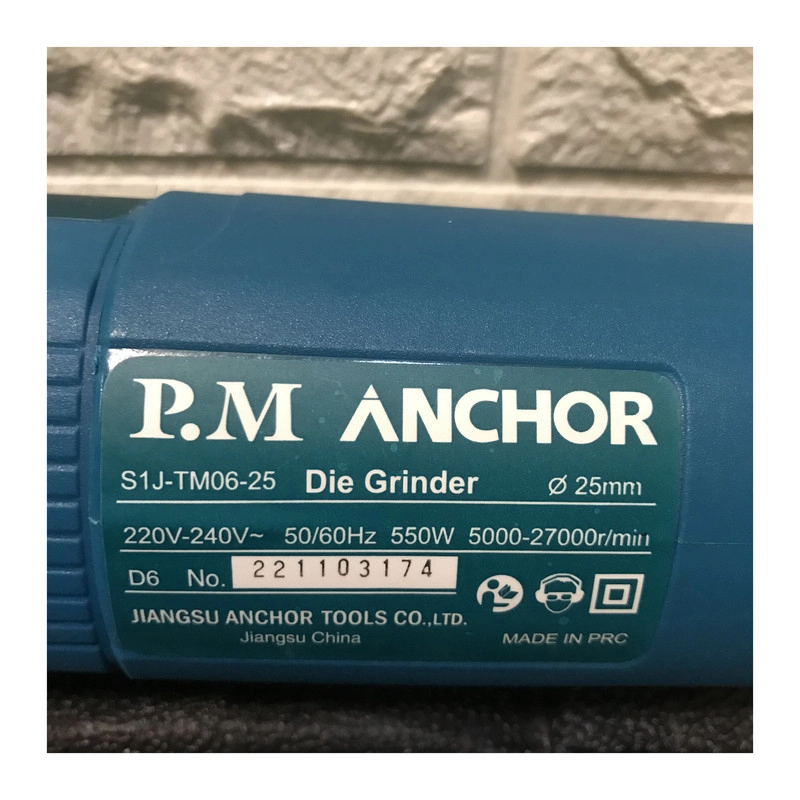 P.M ANCHOR
S1J-TM06-25 Die Grinder Ø 25mm
220V-240V~ 50/60Hz 550W 5000-27000r/min
D6 No. 221103174
JIANGSU ANCHOR TOOLS CO.,LTD.
Jiangsu China MADE IN PRC